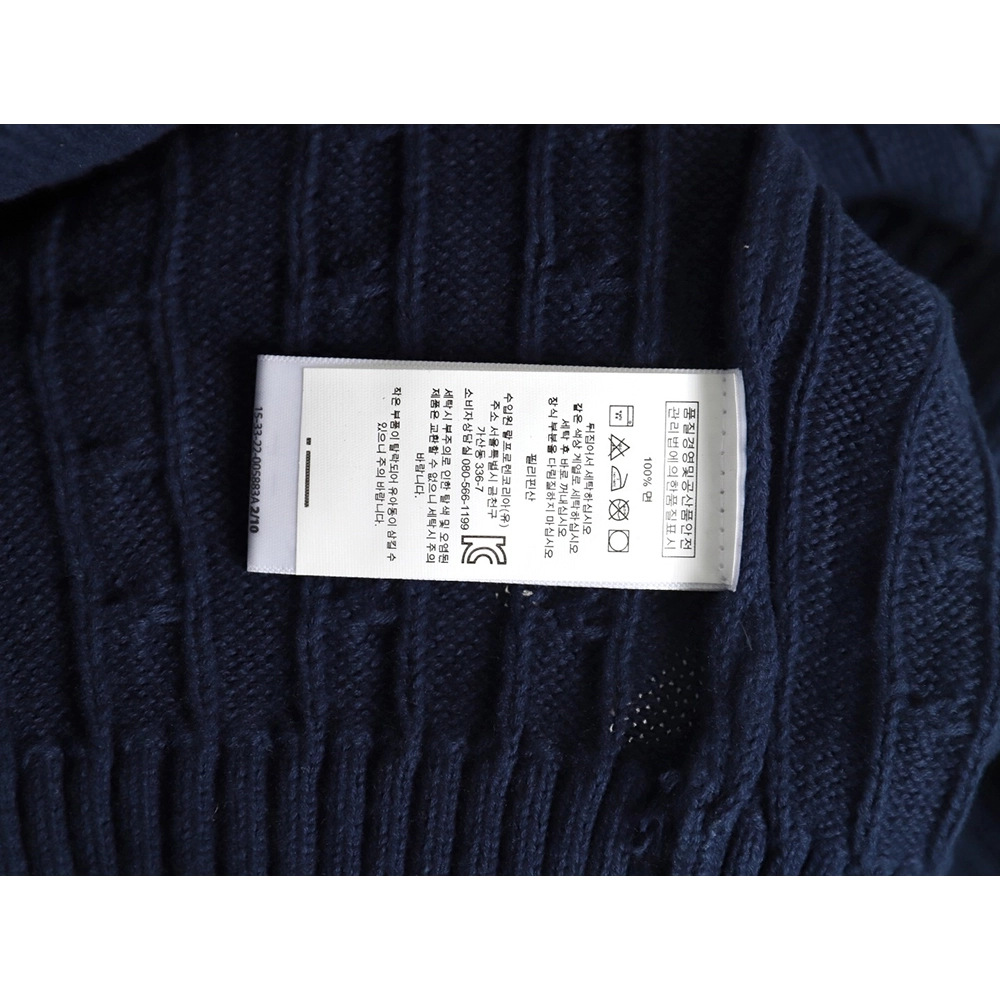 품질경영및공산품안전
관리법에의한품질표시
100% 면
뒤집어서 세탁하십시오
같은 색상 계열로 세탁하십시오
세탁 후 바로 꺼내십시오
장식 부분을 다림질하지 마십시오
필리핀산
수입원 랄프로렌코리아(유)
주소 서울특별시 금천구
가산동 336-7
소비자상담실 080-566-1199
세탁시 부주의로 인한 탈색 및 오염된
제품은 교환할 수 없으니 세탁시 주의
바랍니다.
작은 부품이 탈락되어 유아동이 삼킬 수
있으니 주의 바랍니다.